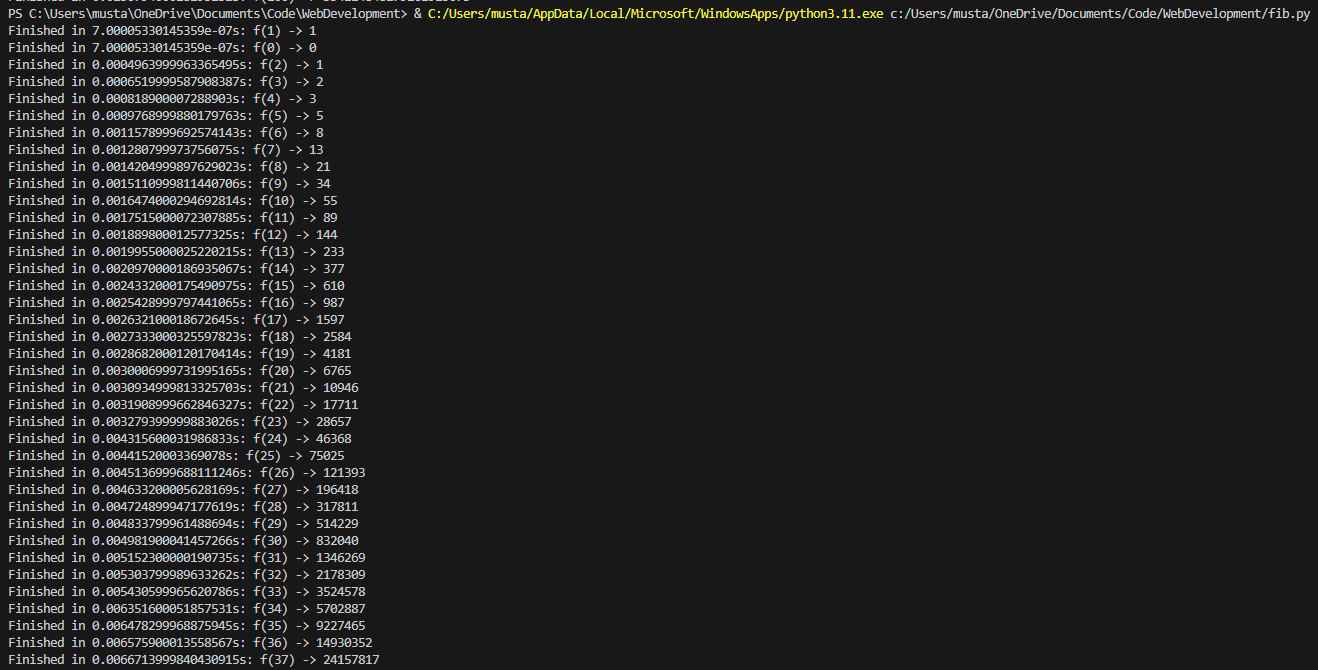 PS C:\Users\musta\OneDrive\Documents\Code\WebDevelopment> & C:/Users/musta/AppData/Local/Microsoft/WindowsApps/python3.11.exe c:/Users/musta/OneDrive/Documents/Code/WebDevelopment/fib.py
Finished in 7.00005330145359e-07s: f(1) -> 1
Finished in 7.00005330145359e-07s: f(0) -> 0
Finished in 0.0004963999963365495s: f(2) -> 1
Finished in 0.0006519999587908387s: f(3) -> 2
Finished in 0.000818900007288903s: f(4) -> 3
Finished in 0.0009768999880179763s: f(5) -> 5
Finished in 0.0011578999692574143s: f(6) -> 8
Finished in 0.001280799973756075s: f(7) -> 13
Finished in 0.0014204999897629023s: f(8) -> 21
Finished in 0.0015110999811440706s: f(9) -> 34
Finished in 0.0016474000294692814s: f(10) -> 55
Finished in 0.0017515000072307885s: f(11) -> 89
Finished in 0.001889800012577325s: f(12) -> 144
Finished in 0.0019955000025220215s: f(13) -> 233
Finished in 0.0020970000186935067s: f(14) -> 377
Finished in 0.0024332000175490975s: f(15) -> 610
Finished in 0.0025428999797441065s: f(16) -> 987
Finished in 0.002632100018672645s: f(17) -> 1597
Finished in 0.0027333000325597823s: f(18) -> 2584
Finished in 0.0028682000120170414s: f(19) -> 4181
Finished in 0.0030006999731995165s: f(20) -> 6765
Finished in 0.0030934999813325703s: f(21) -> 10946
Finished in 0.0031908999662846327s: f(22) -> 17711
Finished in 0.003279399999883026s: f(23) -> 28657
Finished in 0.004315600031986833s: f(24) -> 46368
Finished in 0.00441520003369078s: f(25) -> 75025
Finished in 0.0045136999688111246s: f(26) -> 121393
Finished in 0.004633200005628169s: f(27) -> 196418
Finished in 0.004724899947177619s: f(28) -> 317811
Finished in 0.004833799961488694s: f(29) -> 514229
Finished in 0.004981900041457266s: f(30) -> 832040
Finished in 0.005152300000190735s: f(31) -> 1346269
Finished in 0.005303799989633262s: f(32) -> 2178309
Finished in 0.005430599965620786s: f(33) -> 3524578
Finished in 0.006351600051857531s: f(34) -> 5702887
Finished in 0.00647829996887594​5s: f(35) -> 9227465
Finished in 0.006575900013558567s: f(36) -> 14930352
Finished in 0.0066713999840430915s: f(37) -> 24157817